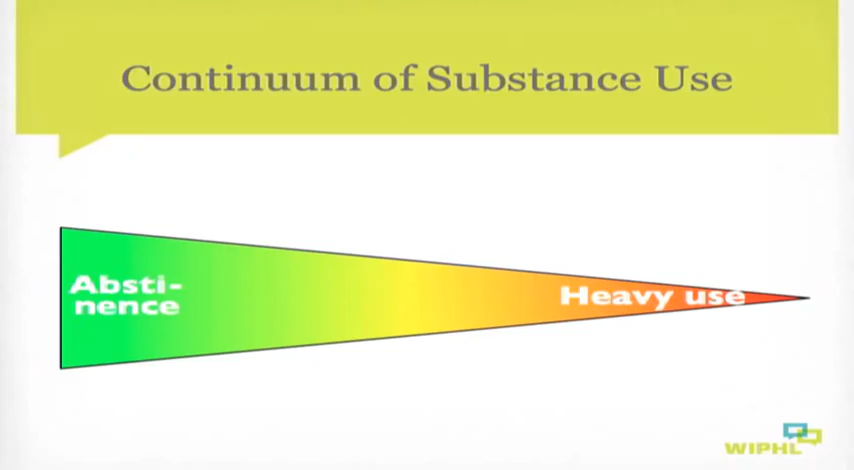 Continuum of Substance Use
Absti-
nence
Heavy use
WIPHL